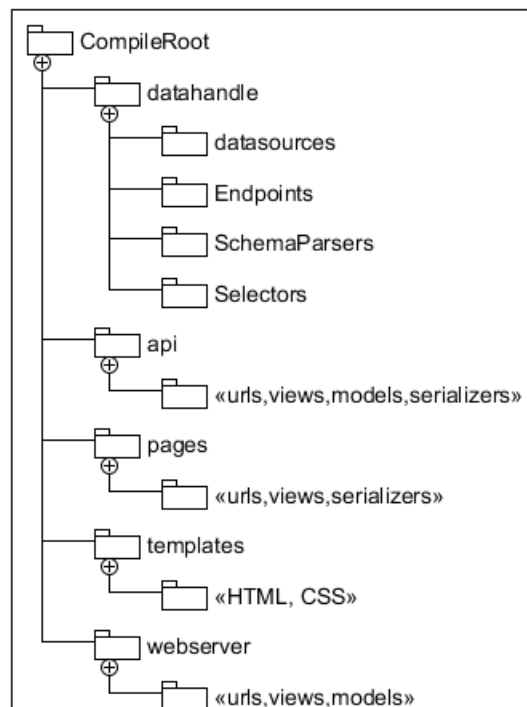 CompileRoot
datahandle
datasources
Endpoints
SchemaParsers
Selectors
api
«urls,views,models,serializers»
pages
«urls,views,serializers»
templates
«HTML, CSS»
webserver
«urls,views,models»